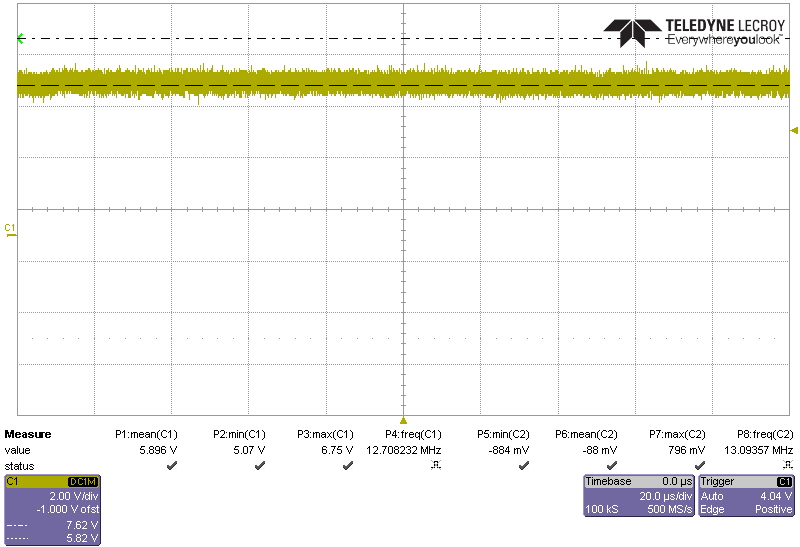 TELEDYNE LECROY
Everywhereyoulook™
C1
Measure P1:mean(C1) P2:min(C1) P3:max(C1) P4:freq(C1) P5:min(C2) P6:mean(C2) P7:max(C2) P8:freq(C2)
value 5.896 V 5.07 V 6.75 V 12.708232 MHz -884 mV -88 mV 796 mV 13.09357 MHz
status
C1 DC1M
2.00 V/div
-1.000 V ofst
7.62 V
5.82 V
Timebase 0.0 µs
20.0 µs/div
100 kS 500 MS/s
Trigger C1
Auto 4.04 V
Edge Positive